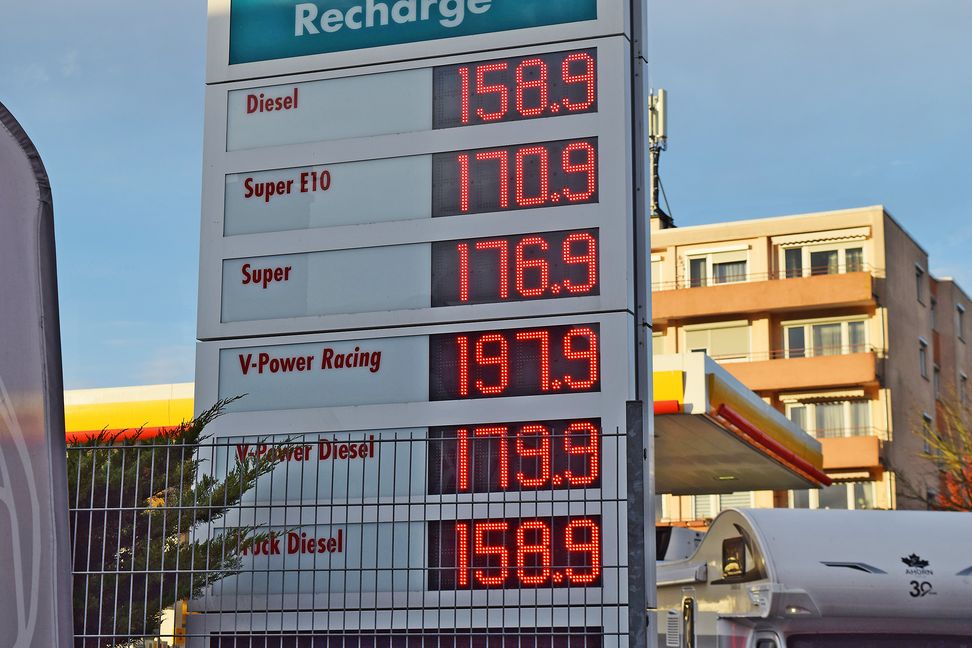 Recharge
Diesel 158.9
Super E10 170.9
Super 176.9
V-Power Racing 197.9
V-Power Diesel 179.9
Truck Diesel 158.9
AHORN
30